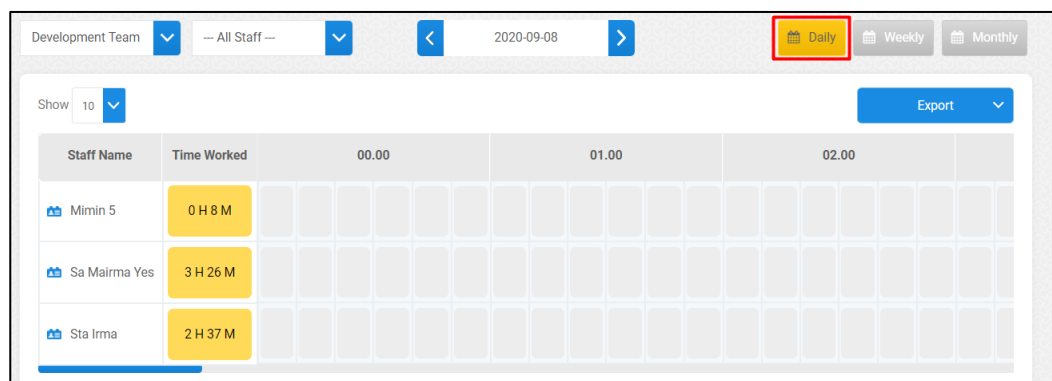 Development Team --- All Staff --- 2020-09-08 Daily Weekly Monthly
Show 10 Export
Staff Name Time Worked 00.00 01.00 02.00
Mimin 5 0 H 8 M
Sa Mairma Yes 3 H 26 M
Sta Irma 2 H 37 M